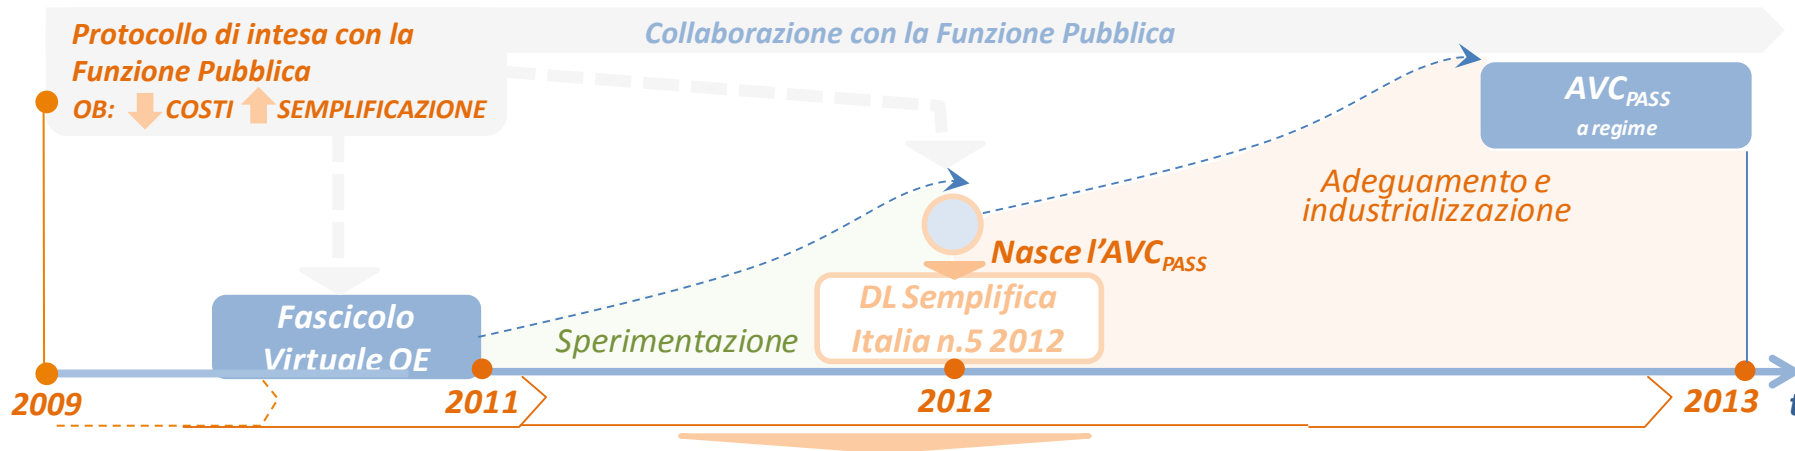 Protocollo di intesa con la
Funzione Pubblica
OB: COSTI SEMPLIFICAZIONE
Collaborazione con la Funzione Pubblica
AVCPASS
a regime
Adeguamento e
industrializzazione
Nasce l'AVCPASS
DL Semplifica
Italia n.5 2012
Fascicolo
Virtuale OE
Sperimentazione
2009
2011
2012
2013
t